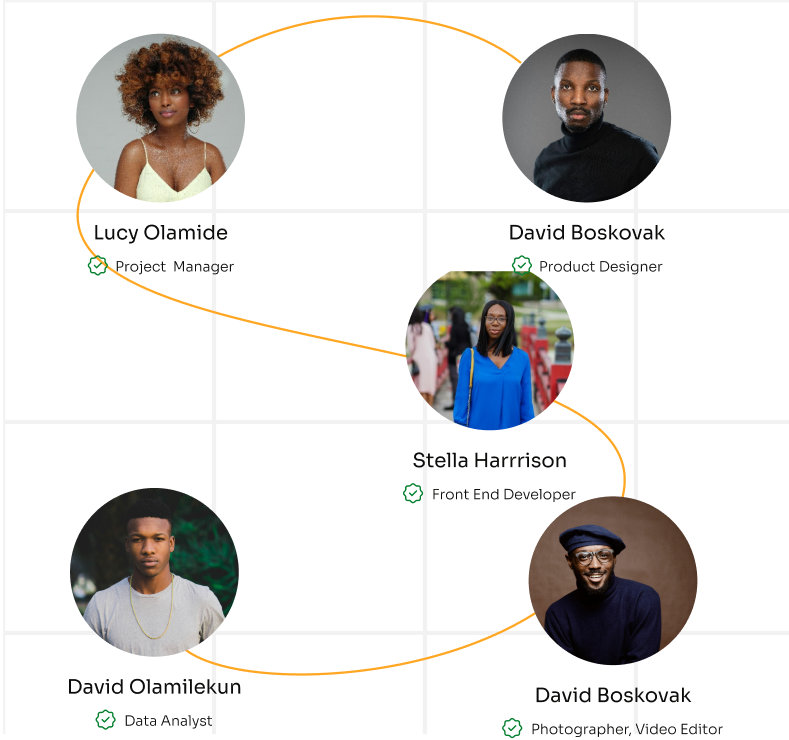 Lucy Olamide
Project Manager
David Boskovak
Product Designer
Stella Harrrison
Front End Developer
David Olamilekun
Data Analyst
David Boskovak
Photographer, Video Editor